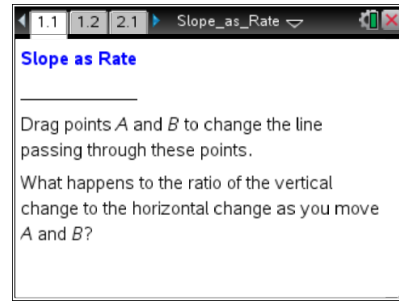 1.1 1.2 2.1 Slope_as_Rate
Slope as Rate
Drag points A and B to change the line
passing through these points.
What happens to the ratio of the vertical
change to the horizontal change as you move
A and B?